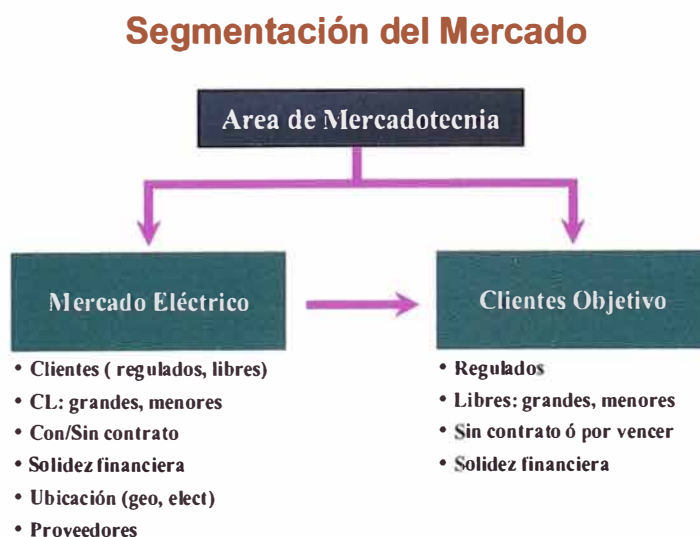 Segmentación del Mercado
Area de Mercadotecnia
Mercado Eléctrico
Clientes Objetivo
• Clientes ( regulados, libres)
• CL: grandes, menores
• Con/Sin contrato
• Solidez financiera
• Ubicación (geo, elect)
• Proveedores
• Regulados
• Libres: grandes, menores
• Sin contrato ó por vencer
• Solidez financiera